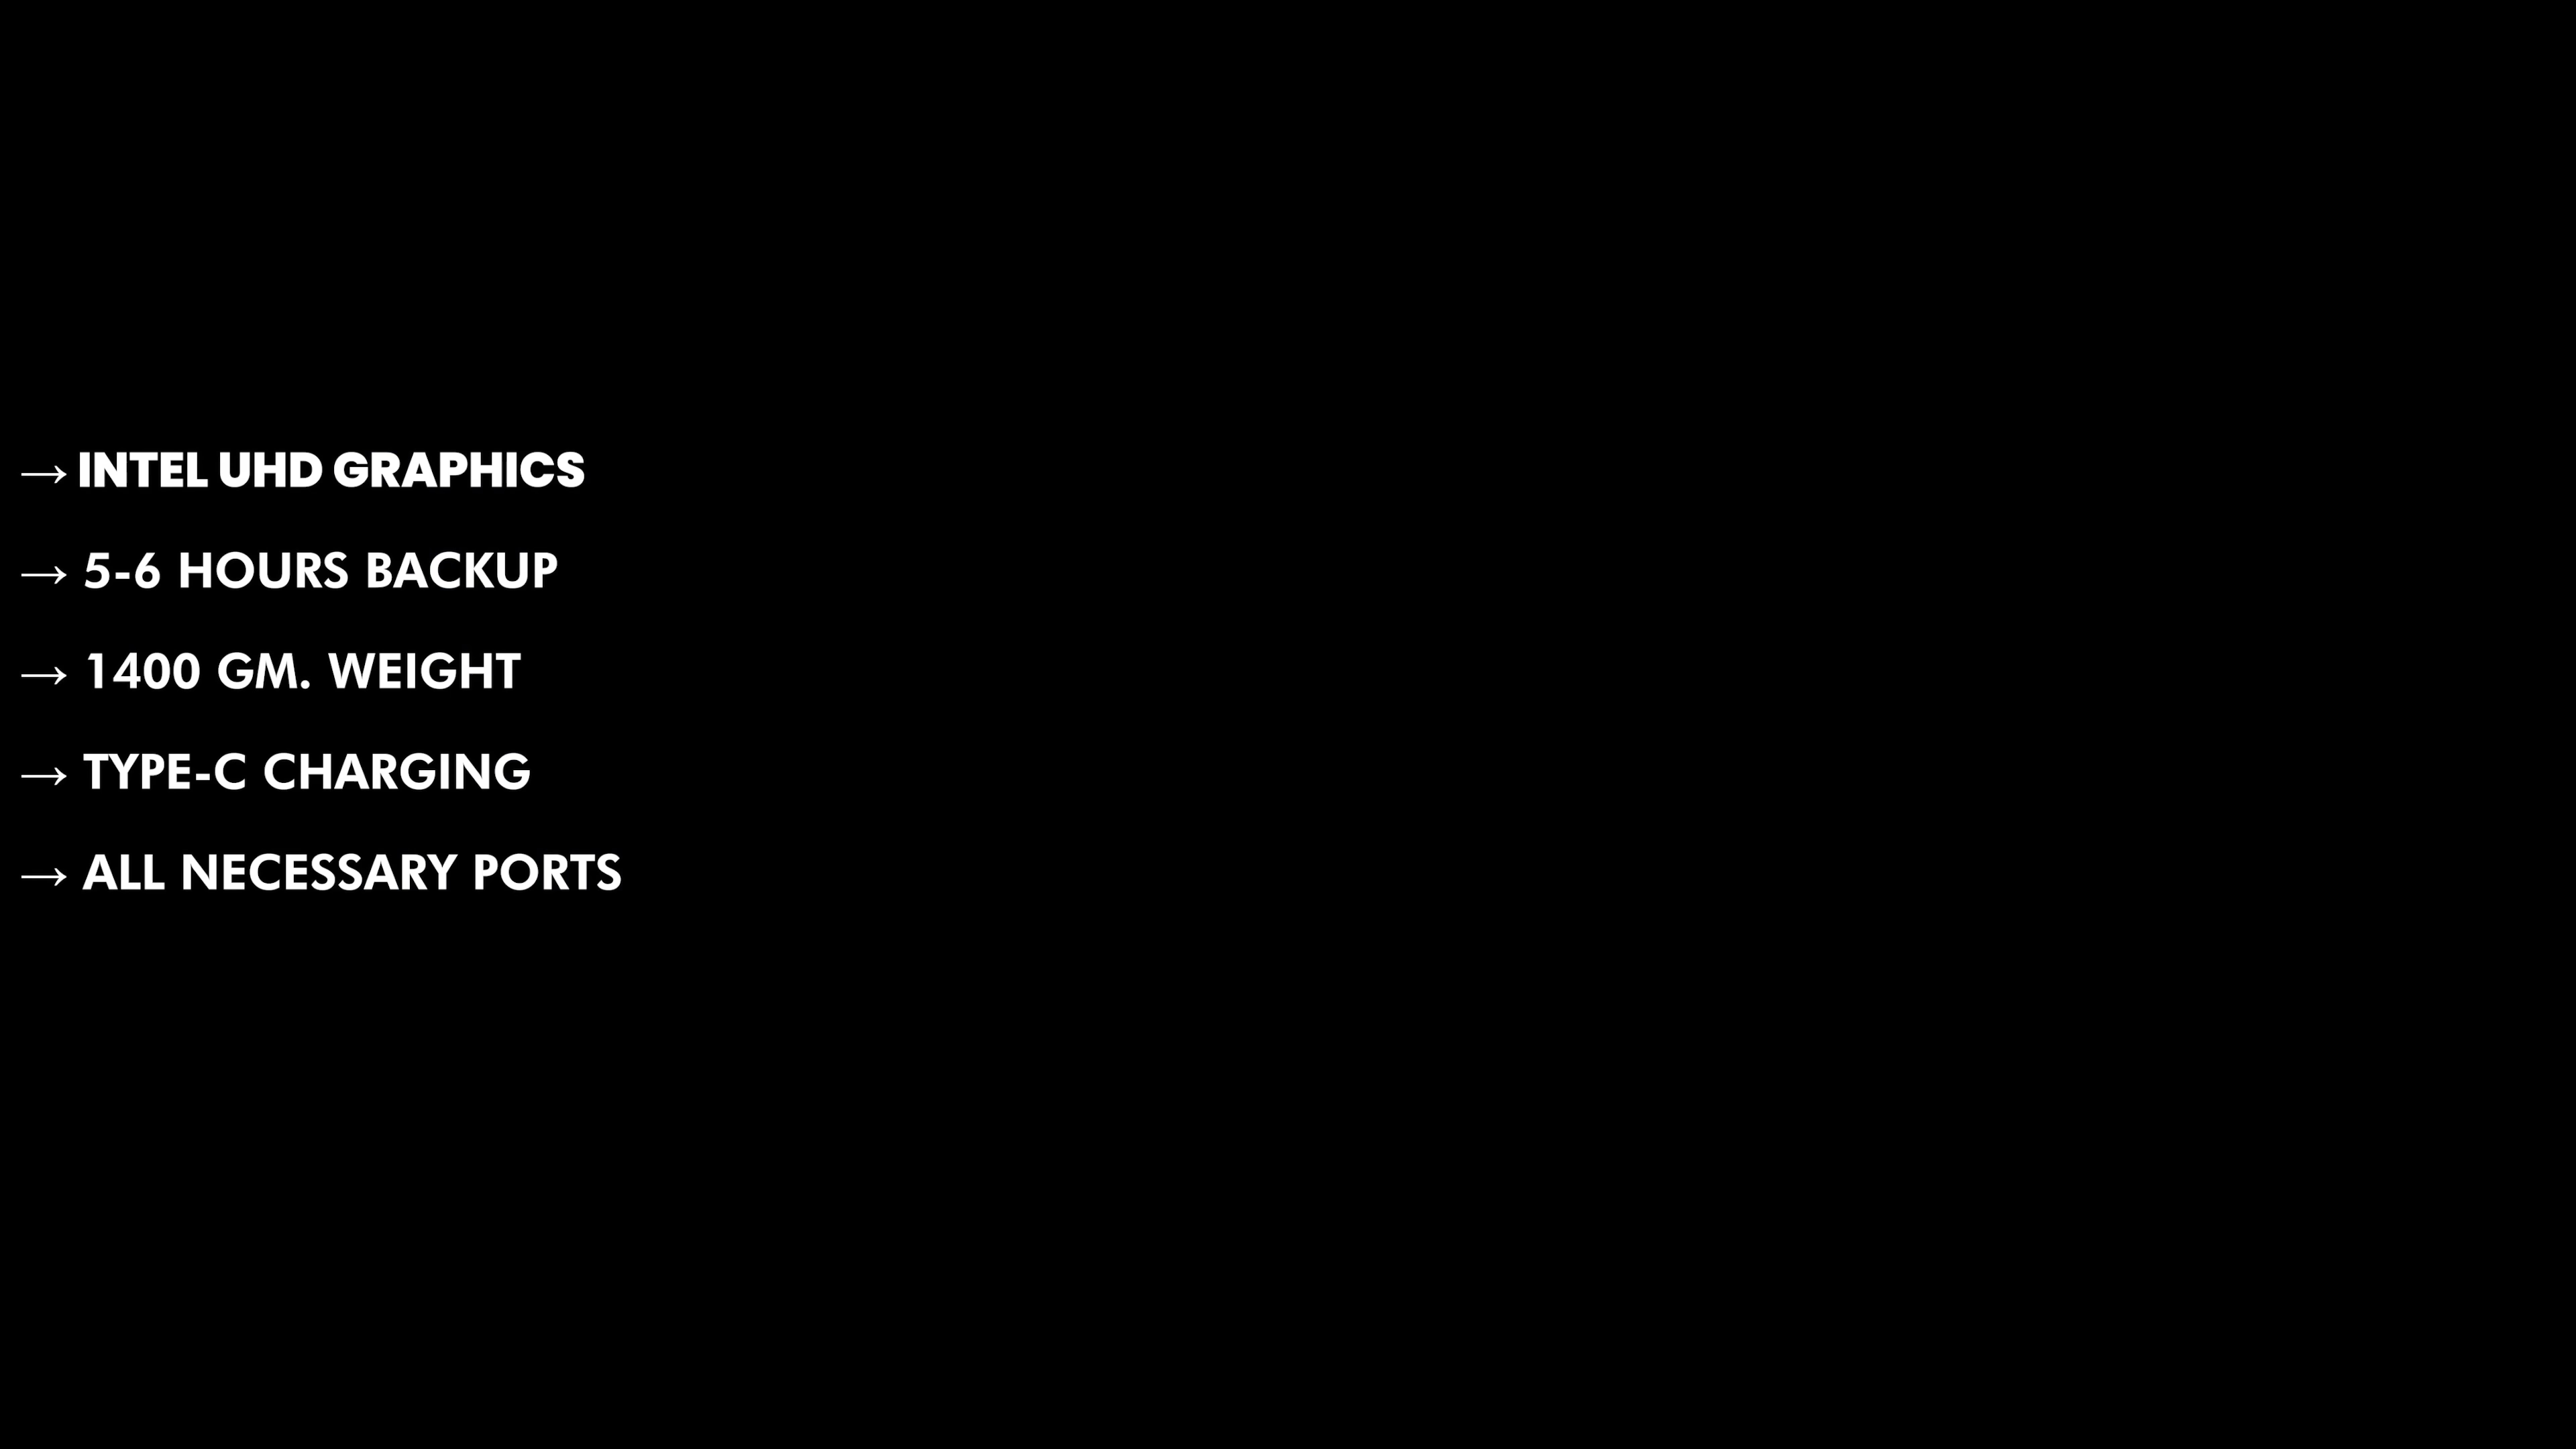 → INTEL UHD GRAPHICS
→ 5-6 HOURS BACKUP
→ 1400 GM. WEIGHT
→ TYPE-C CHARGING
→ ALL NECESSARY PORTS